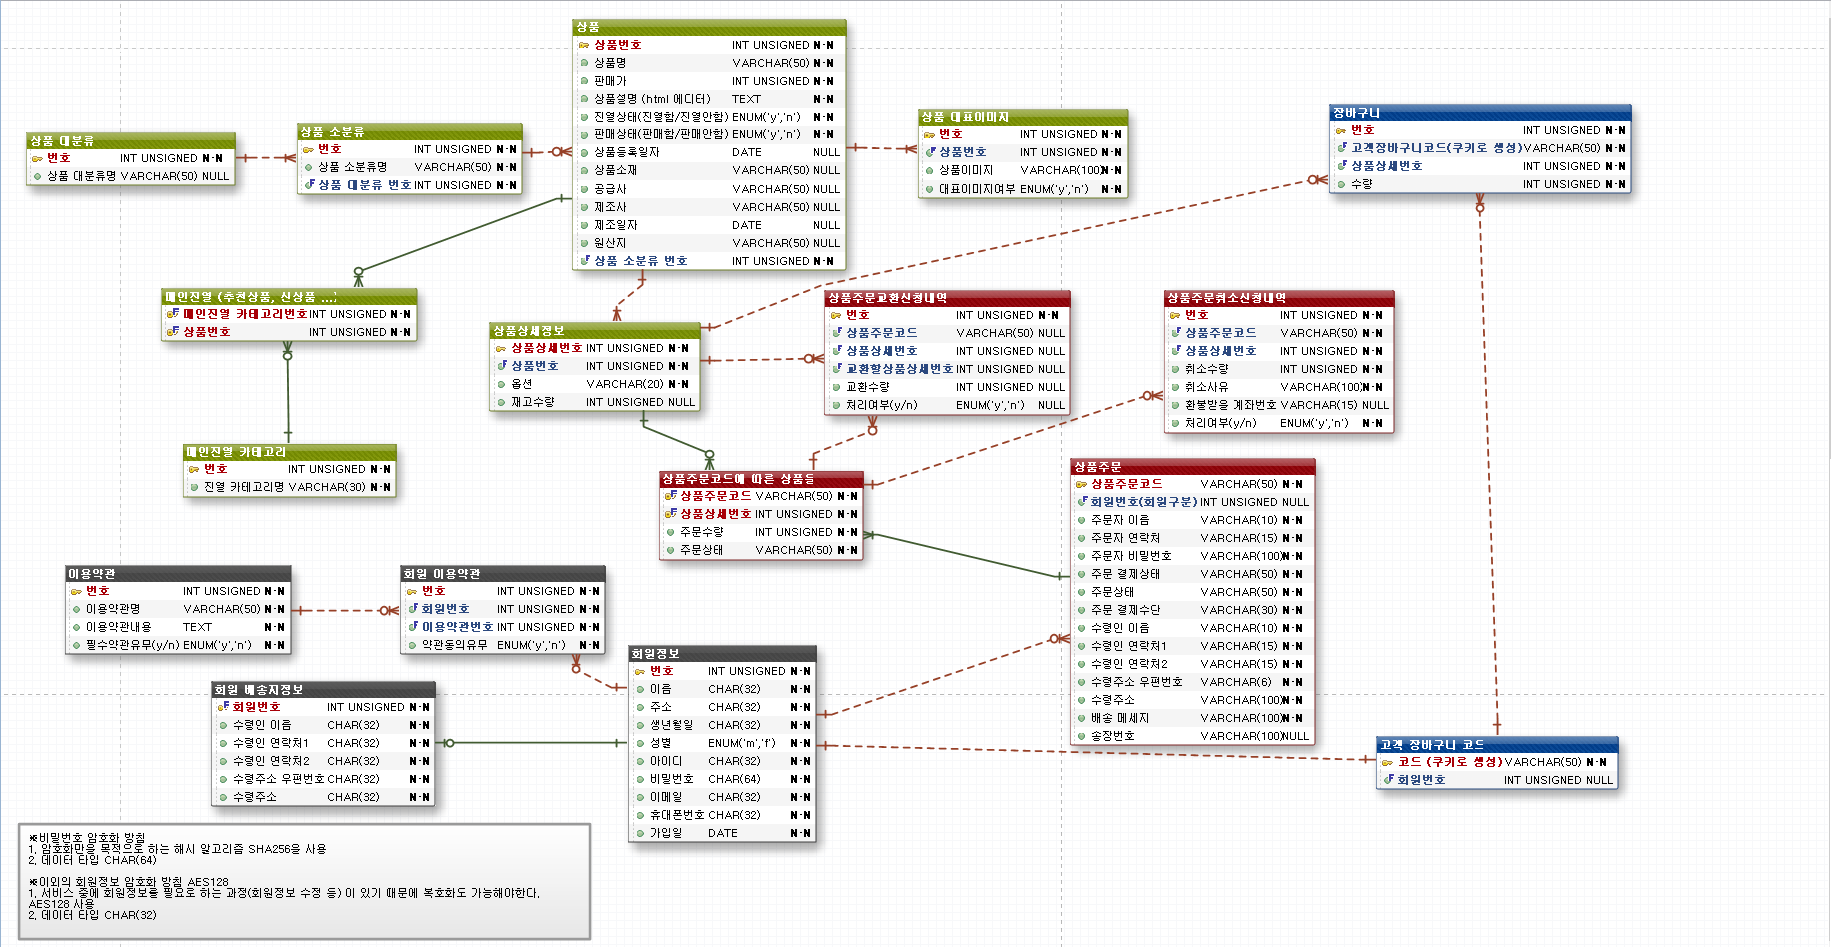 상품
상품번호 INT UNSIGNED N-N
상품명 VARCHAR(50) N-N
판매가 INT UNSIGNED N-N
상품설명 (html 에디터) TEXT N-N
진열상태(진열함/진열안함) ENUM('y','n') N-N
판매상태(판매함/판매안함) ENUM('y','n') N-N
상품등록일자 DATE NULL
상품소재 VARCHAR(50) NULL
공급사 VARCHAR(50) NULL
제조사 VARCHAR(50) NULL
제조일자 DATE NULL
원산지 VARCHAR(50) NULL
상품 소분류 번호 INT UNSIGNED N-N
상품 대분류
번호 INT UNSIGNED N-N
상품 대분류명 VARCHAR(50) NULL
상품 소분류
번호 INT UNSIGNED N-N
상품 소분류명 VARCHAR(50) N-N
상품 대분류 번호 INT UNSIGNED N-N
상품 대표이미지
번호 INT UNSIGNED N-N
상품번호 INT UNSIGNED N-N
상품이미지 VARCHAR(100) N-N
대표이미지여부 ENUM('y','n') N-N
장바구니
번호 INT UNSIGNED N-N
고객장바구니코드(쿠키로 생성) VARCHAR(50) N-N
상품상세번호 INT UNSIGNED N-N
수량 INT UNSIGNED N-N
메인진열 (추천상품, 신상품 ...)
메인진열 카테고리번호 INT UNSIGNED N-N
상품번호 INT UNSIGNED N-N
상품상세정보
상품상세번호 INT UNSIGNED N-N
상품번호 INT UNSIGNED N-N
옵션 VARCHAR(20) N-N
재고수량 INT UNSIGNED NULL
상품주문교환신청내역
번호 INT UNSIGNED N-N
상품주문코드 VARCHAR(50) NULL
상품상세번호 INT UNSIGNED NULL
교환할상품상세번호 INT UNSIGNED NULL
교환수량 INT UNSIGNED NULL
처리여부(y/n) ENUM('y','n') NULL
상품주문취소신청내역
번호 INT UNSIGNED N-N
상품주문코드 VARCHAR(50) N-N
상품상세번호 INT UNSIGNED N-N
취소수량 INT UNSIGNED N-N
취소사유 VARCHAR(100) N-N
환불받을 계좌번호 VARCHAR(15) NULL
처리여부(y/n) ENUM('y','n') N-N
메인진열 카테고리
번호 INT UNSIGNED N-N
진열 카테고리명 VARCHAR(30) N-N
상품주문코드에 따른 상품들
상품주문코드 VARCHAR(50) N-N
상품상세번호 INT UNSIGNED N-N
주문수량 INT UNSIGNED N-N
주문상태 VARCHAR(50) N-N
상품주문
상품주문코드 VARCHAR(50) N-N
회원번호(회원구분) INT UNSIGNED NULL
주문자 이름 VARCHAR(10) N-N
주문자 연락처 VARCHAR(15) N-N
주문자 비밀번호 VARCHAR(100) N-N
주문 결제상태 VARCHAR(50) N-N
주문상태 VARCHAR(50) N-N
주문 결제수단 VARCHAR(30) N-N
수령인 이름 VARCHAR(10) N-N
수령인 연락처1 VARCHAR(15) N-N
수령인 연락처2 VARCHAR(15) N-N
수령주소 우편번호 VARCHAR(6) N-N
수령주소 VARCHAR(100) N-N
배송 메세지 VARCHAR(100) N-N
송장번호 VARCHAR(100) NULL
이용약관
번호 INT UNSIGNED N-N
이용약관명 VARCHAR(50) N-N
이용약관내용 TEXT N-N
필수약관유무(y/n) ENUM('y','n') N-N
회원 이용약관
번호 INT UNSIGNED N-N
회원번호 INT UNSIGNED N-N
이용약관번호 INT UNSIGNED N-N
약관동의유무 ENUM('y','n') N-N
회원정보
번호 INT UNSIGNED N-N
이름 CHAR(32) N-N
주소 CHAR(32) N-N
생년월일 CHAR(32) N-N
성별 ENUM('m','f') N-N
아이디 CHAR(32) N-N
비밀번호 CHAR(64) N-N
이메일 CHAR(32) N-N
휴대폰번호 CHAR(32) N-N
가입일 DATE N-N
회원 배송지정보
회원번호 INT UNSIGNED N-N
수령인 이름 CHAR(32) N-N
수령인 연락처1 CHAR(32) N-N
수령인 연락처2 CHAR(32) N-N
수령주소 우편번호 CHAR(32) N-N
수령주소 CHAR(32) N-N
고객 장바구니 코드
코드 (쿠키로 생성) VARCHAR(50) N-N
회원번호 INT UNSIGNED NULL
※비밀번호 암호화 방침
1. 암호화만을 목적으로 하는 해시 알고리즘 SHA256을 사용
2. 데이터 타입 CHAR(64)
※이외의 회원정보 암호화 방침 AES128
1. 서비스 중에 회원정보를 필요로 하는 과정(회원정보 수정 등) 이 있기 때문에 복호화도 가능해야한다.
AES128 사용
2. 데이터 타입 CHAR(32)